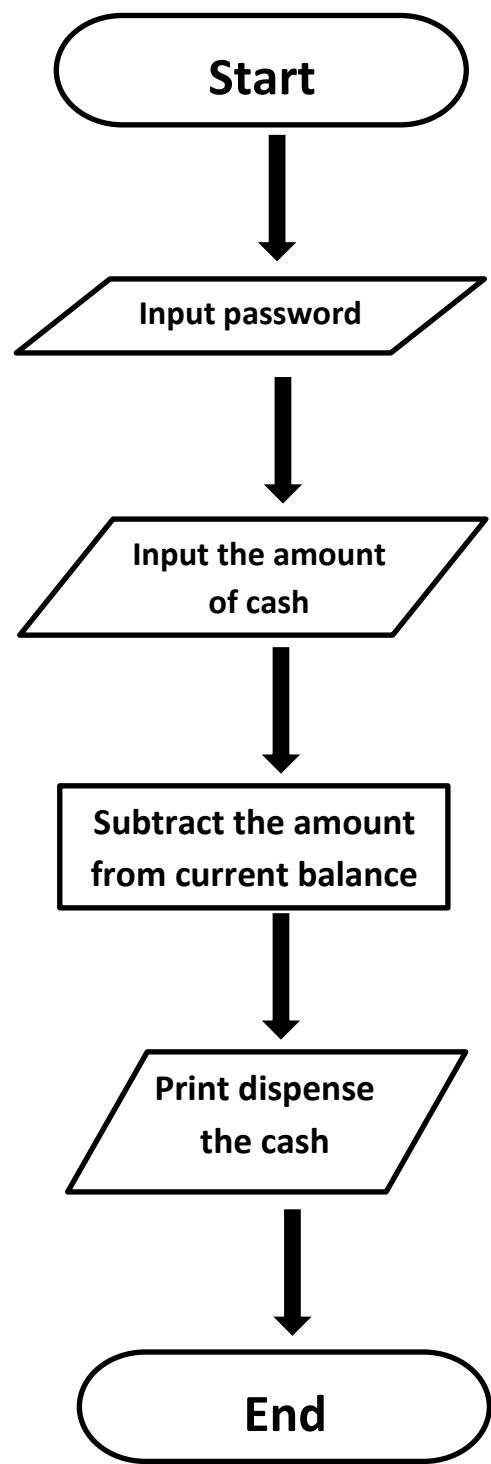 Start
Input password
Input the amount
of cash
Subtract the amount
from current balance
Print dispense
the cash
End